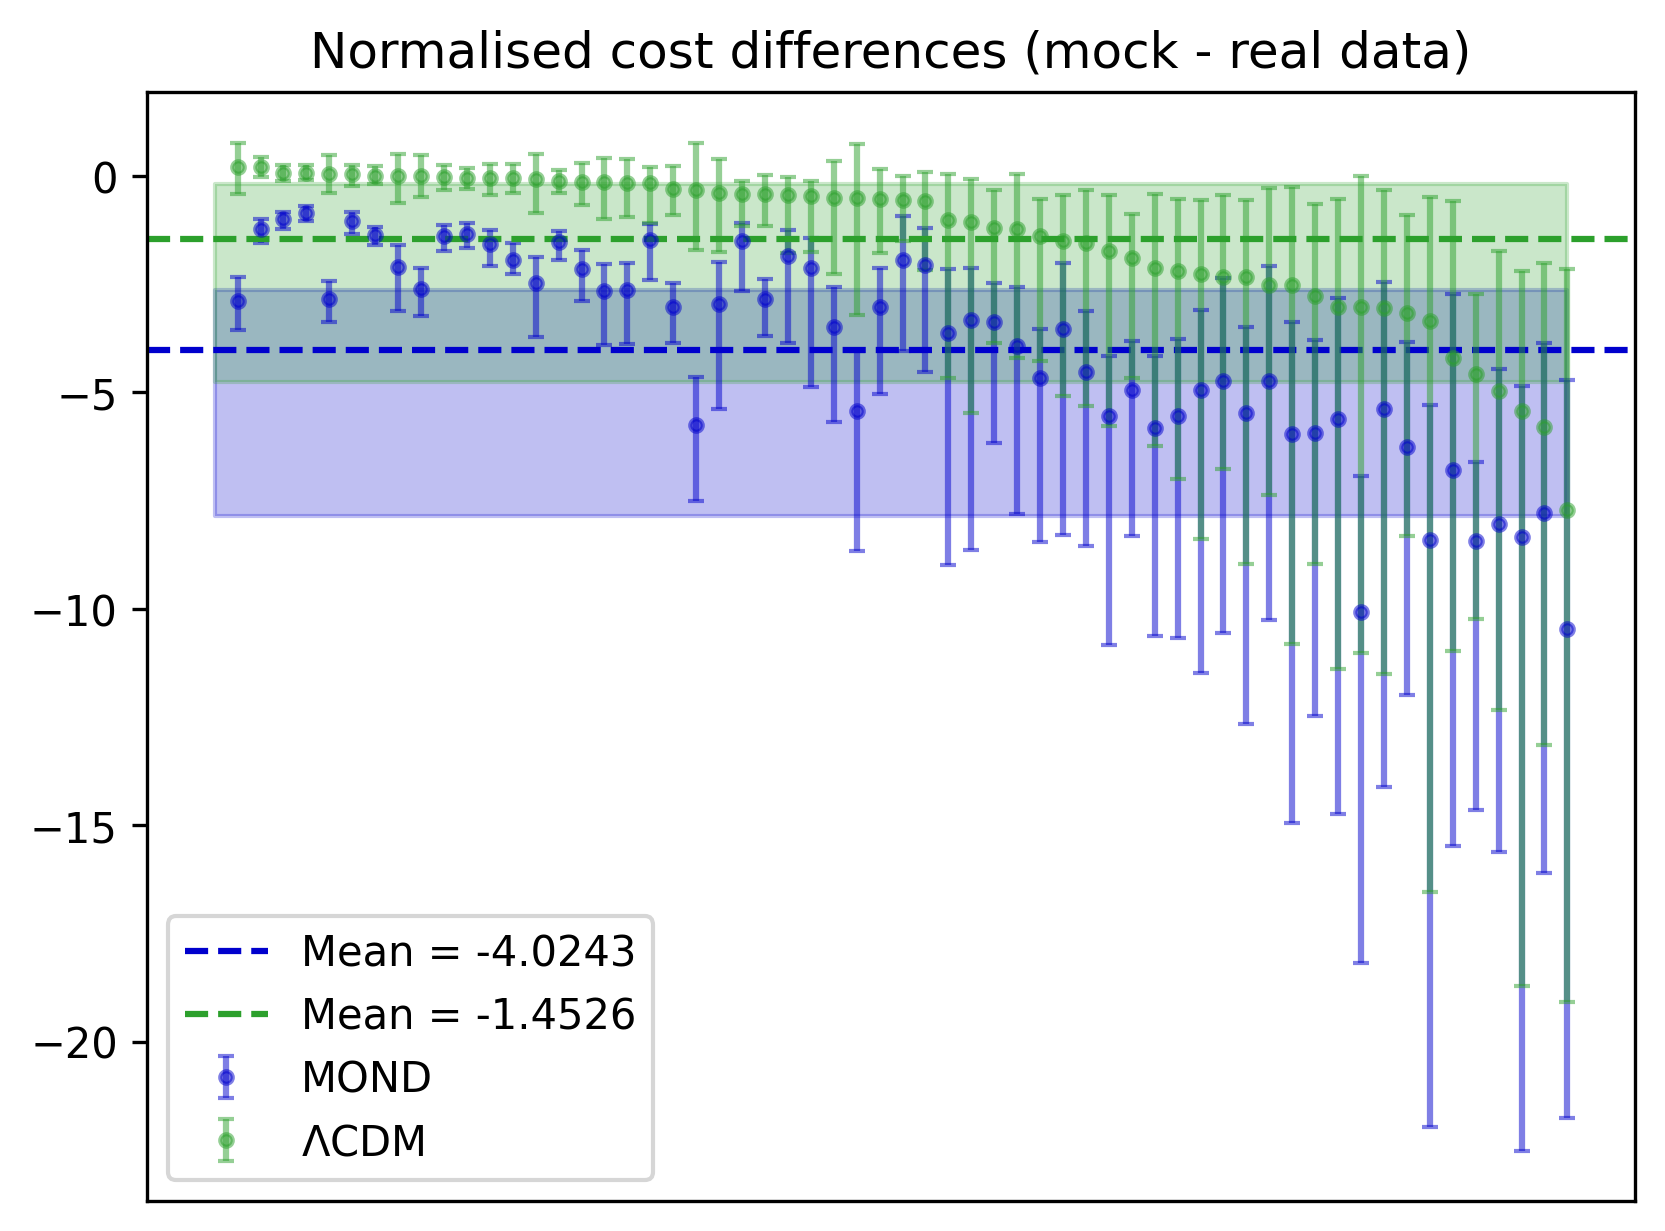 Normalised cost differences (mock - real data)
0
−5
−10
−15
−20
Mean = -4.0243
Mean = -1.4526
MOND
ΛCDM